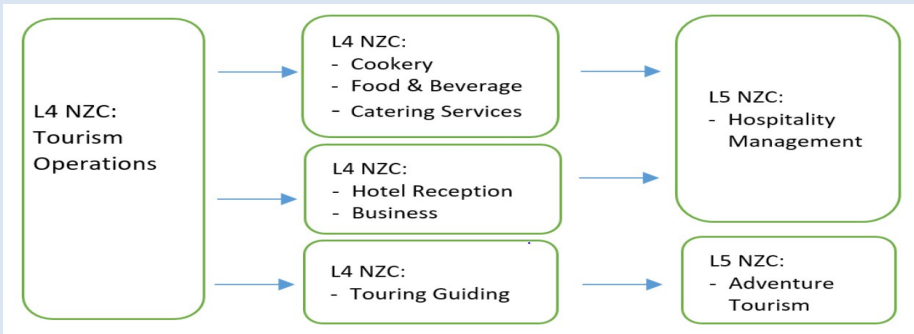 L4 NZC:
Tourism
Operations
L4 NZC:
- Cookery
- Food & Beverage
- Catering Services
L4 NZC:
- Hotel Reception
- Business
L4 NZC:
- Touring Guiding
L5 NZC:
- Hospitality
Management
L5 NZC:
- Adventure
Tourism